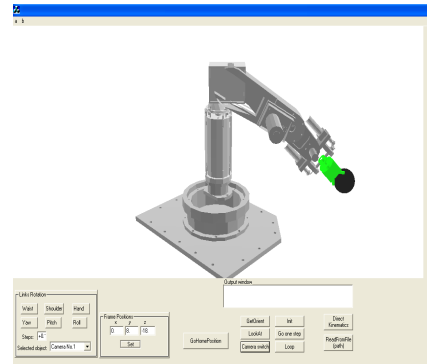 a b
Output window
Links Rotation
Waist Shoulder Hand
Yaw Pitch Roll
Steps:
Selected object: Camera No.1
Frame Positions
x y z
0 8 -16
Set
GoHomePosition
GetOrient Init
LookAt Go one step
Camera switch Loop
Direct
Kinematics
ReadFromFile
(path)